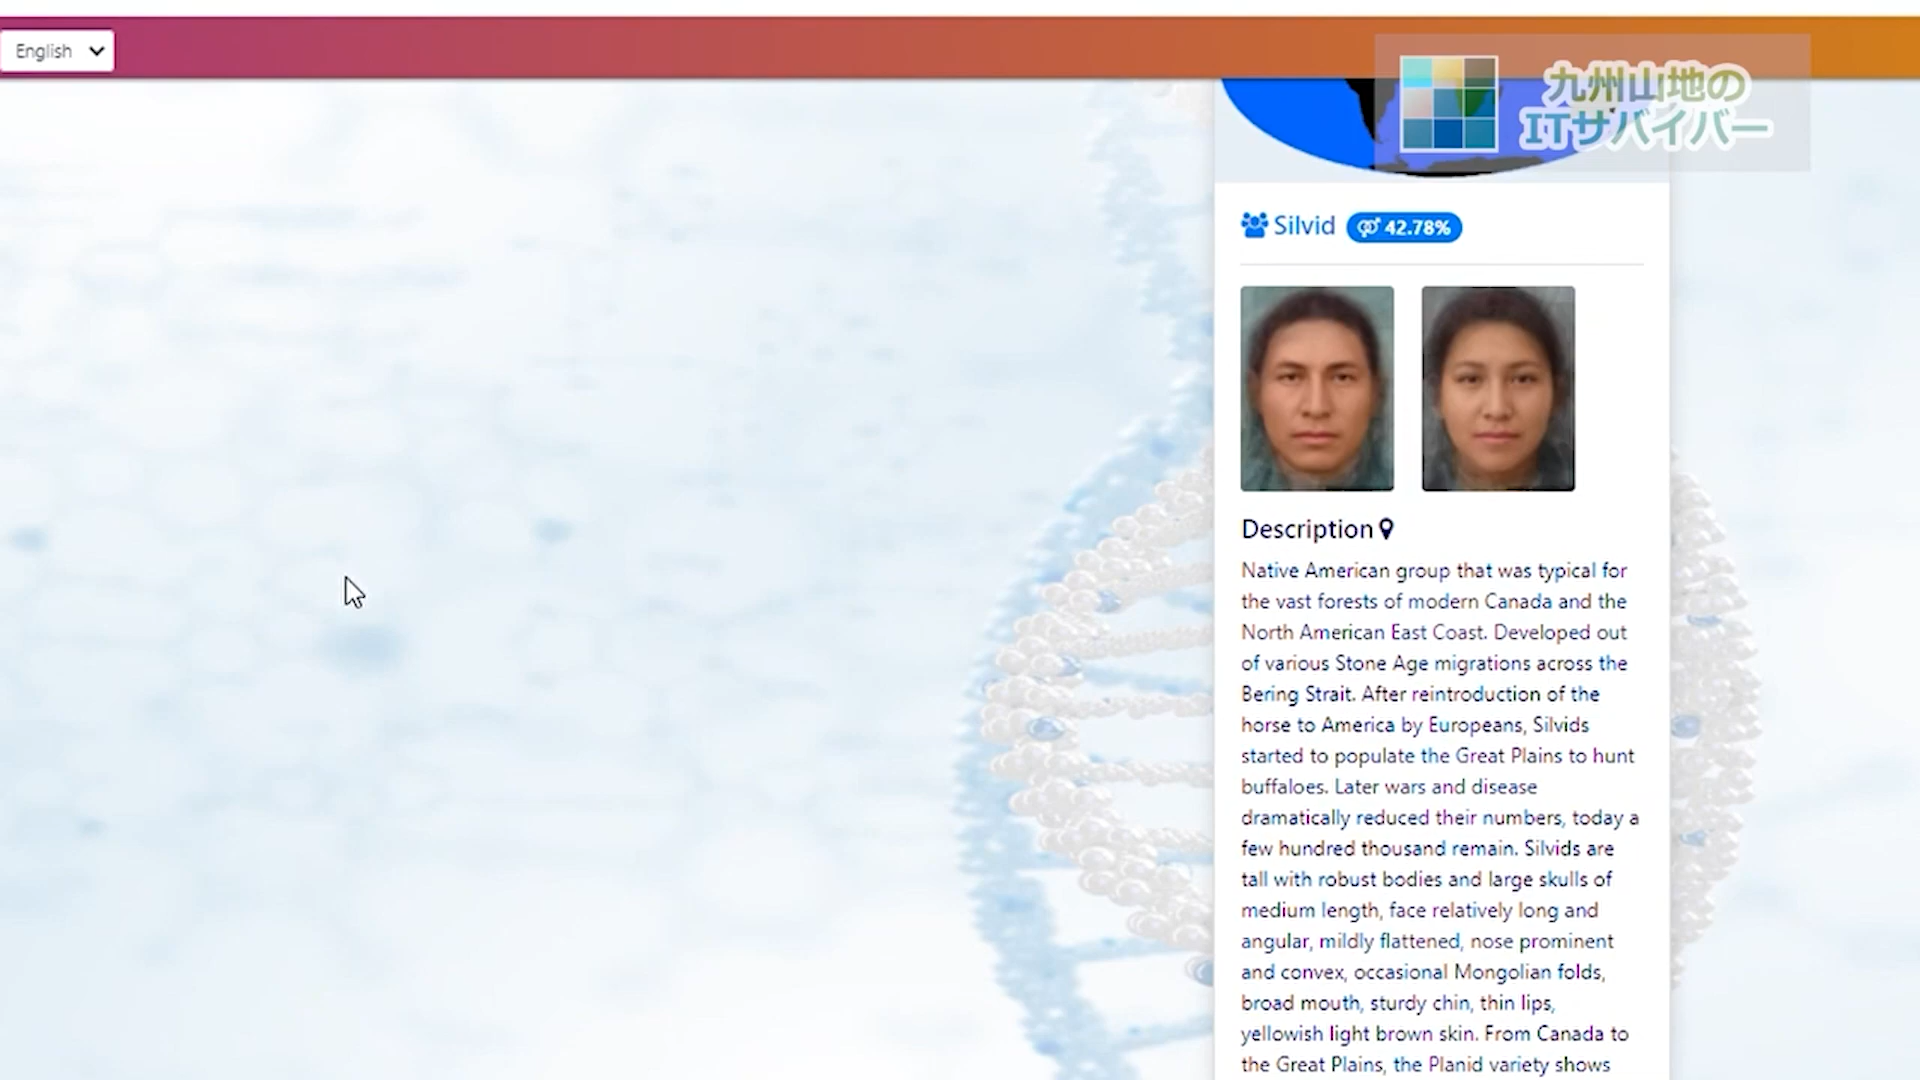 English
九州山地の
ITサバイバー
Silvid 42.78%
Description
Native American group that was typical for
the vast forests of modern Canada and the
North American East Coast. Developed out
of various Stone Age migrations across the
Bering Strait. After reintroduction of the
horse to America by Europeans, Silvids
started to populate the Great Plains to hunt
buffaloes. Later wars and disease
dramatically reduced their numbers, today a
few hundred thousand remain. Silvids are
tall with robust bodies and large skulls of
medium length, face relatively long and
angular, mildly flattened, nose prominent
and convex, occasional Mongolian folds,
broad mouth, sturdy chin, thin lips,
yellowish light brown skin. From Canada to
the Great Plains, the Planid variety shows